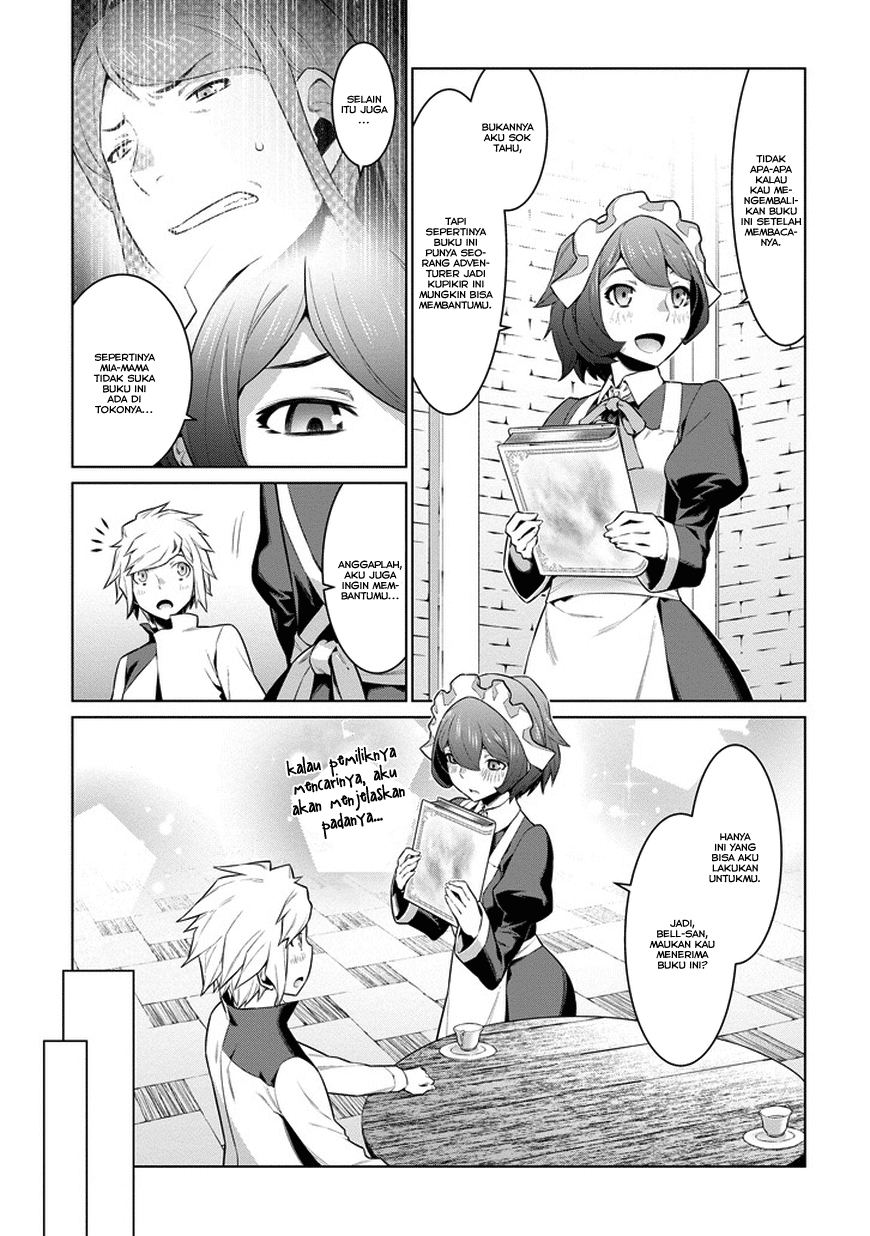 TIDAK
APA-APA
KALAU
KAU ME-
NGEMBALI-
KAN BUKU
INI SETELAH
MEMBACA-
NYA.
BUKANNYA
AKU SOK
TAHU,
TAPI
SEPERTINYA
BUKU INI
PUNYA SEO-
RANG ADVEN-
TURER JADI
KUPIKIR INI
MUNGKIN BISA
MEMBANTUMU.
SELAIN
ITU JUGA
...
SEPERTINYA
MIA-MAMA
TIDAK SUKA
BUKU INI
ADA DI
TOKONYA...
ANGGAPLAH,
AKU JUGA
INGIN MEM-
BANTUMU...
HANYA
INI YANG
BISA AKU
LAKUKAN
UNTUKMU.
JADI,
BELL-SAN,
MAUKAN KAU
MENERIMA
BUKU INI?
kalau pemiliknya
mencarinya, aku
akan menjelaskan
padanya...